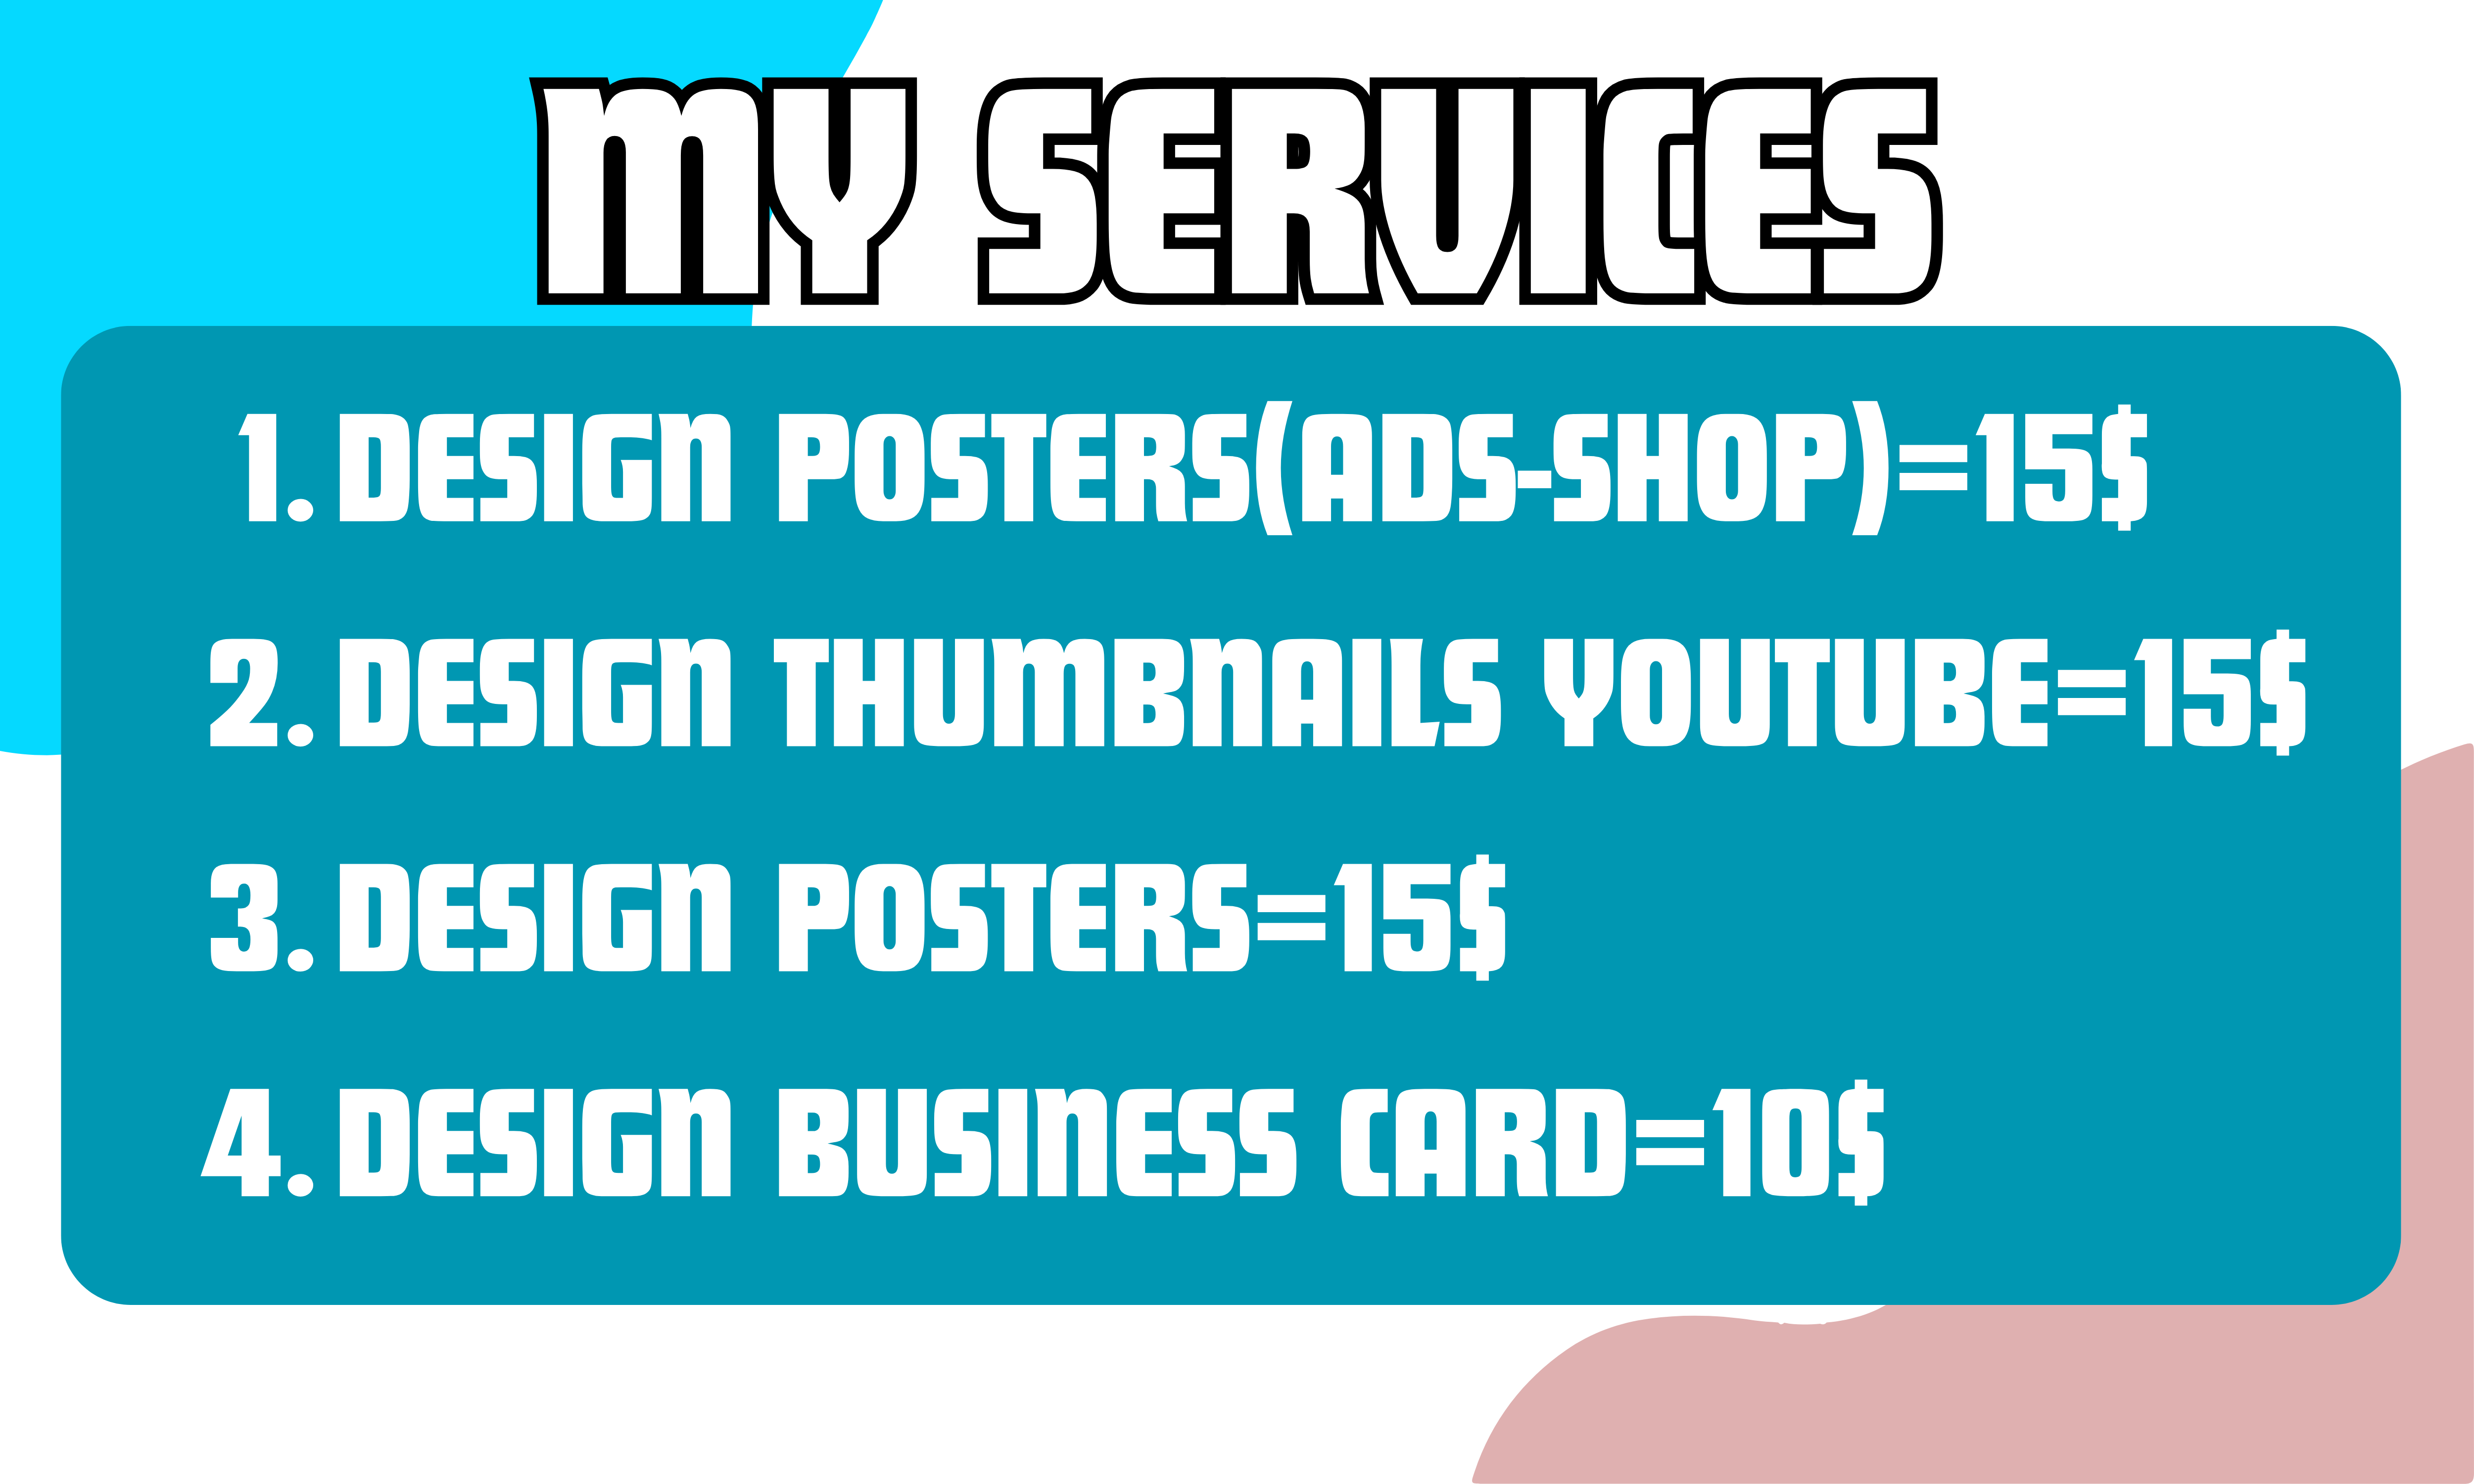 MY SERVICES
1. DESIGN POSTERS(ADS-SHOP)=15$
2. DESIGN THUMBNAILS YOUTUBE=15$
3. DESIGN POSTERS=15$
4. DESIGN BUSINESS CARD=10$